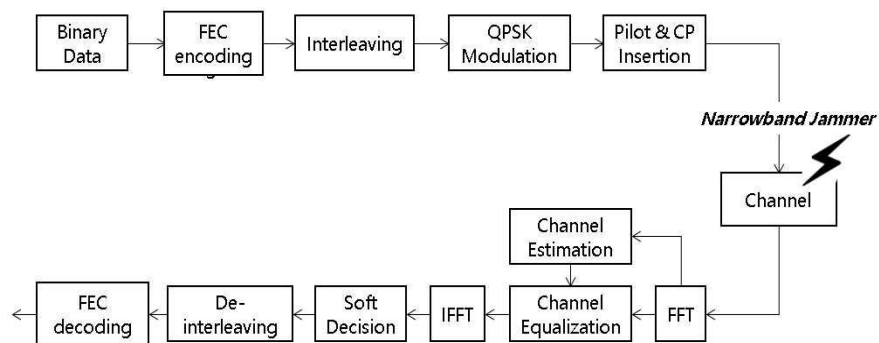 Binary
Data
FEC
encoding
Interleaving
QPSK
Modulation
Pilot & CP
Insertion
Narrowband Jammer
Channel
Channel
Estimation
FEC
decoding
De-
interleaving
Soft
Decision
IFFT
Channel
Equalization
FFT